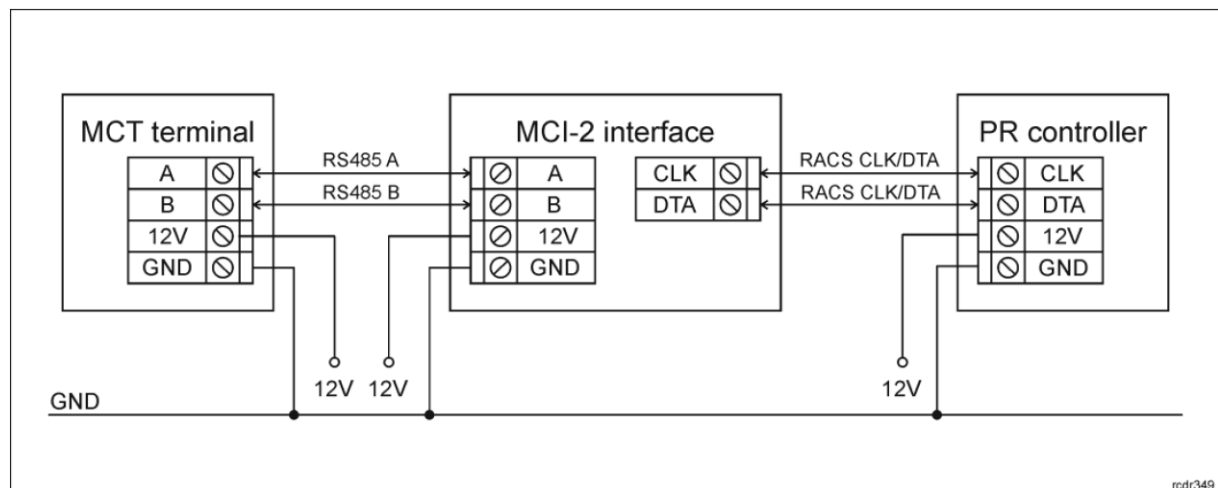 MCT terminal
MCI-2 interface
PR controller
A
RS485 A
A
CLK
RACS CLK/DTA
CLK
B
RS485 B
B
DTA
RACS CLK/DTA
DTA
12V
12V
12V
GND
GND
GND
12V
12V
12V
GND
rcdr349